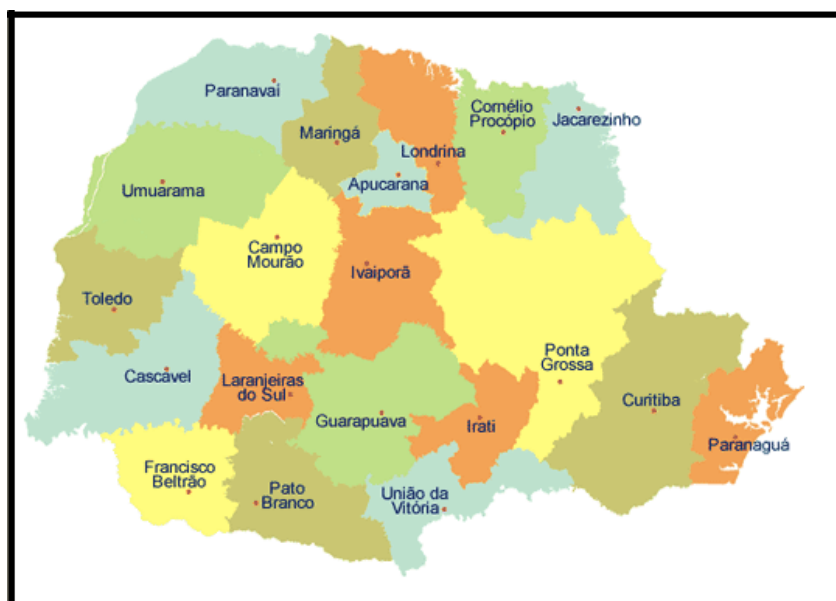 Paranavaí
Maringá
Londrina
Cornélio
Procópio
Jacarezinho
Umuarama
Apucarana
Campo
Mourão
Ivaiporã
Toledo
Cascavel
Laranjeiras
do Sul
Guarapuava
Irati
Ponta
Grossa
Curitiba
Paranaguá
Francisco
Beltrão
Pato
Branco
União da
Vitória